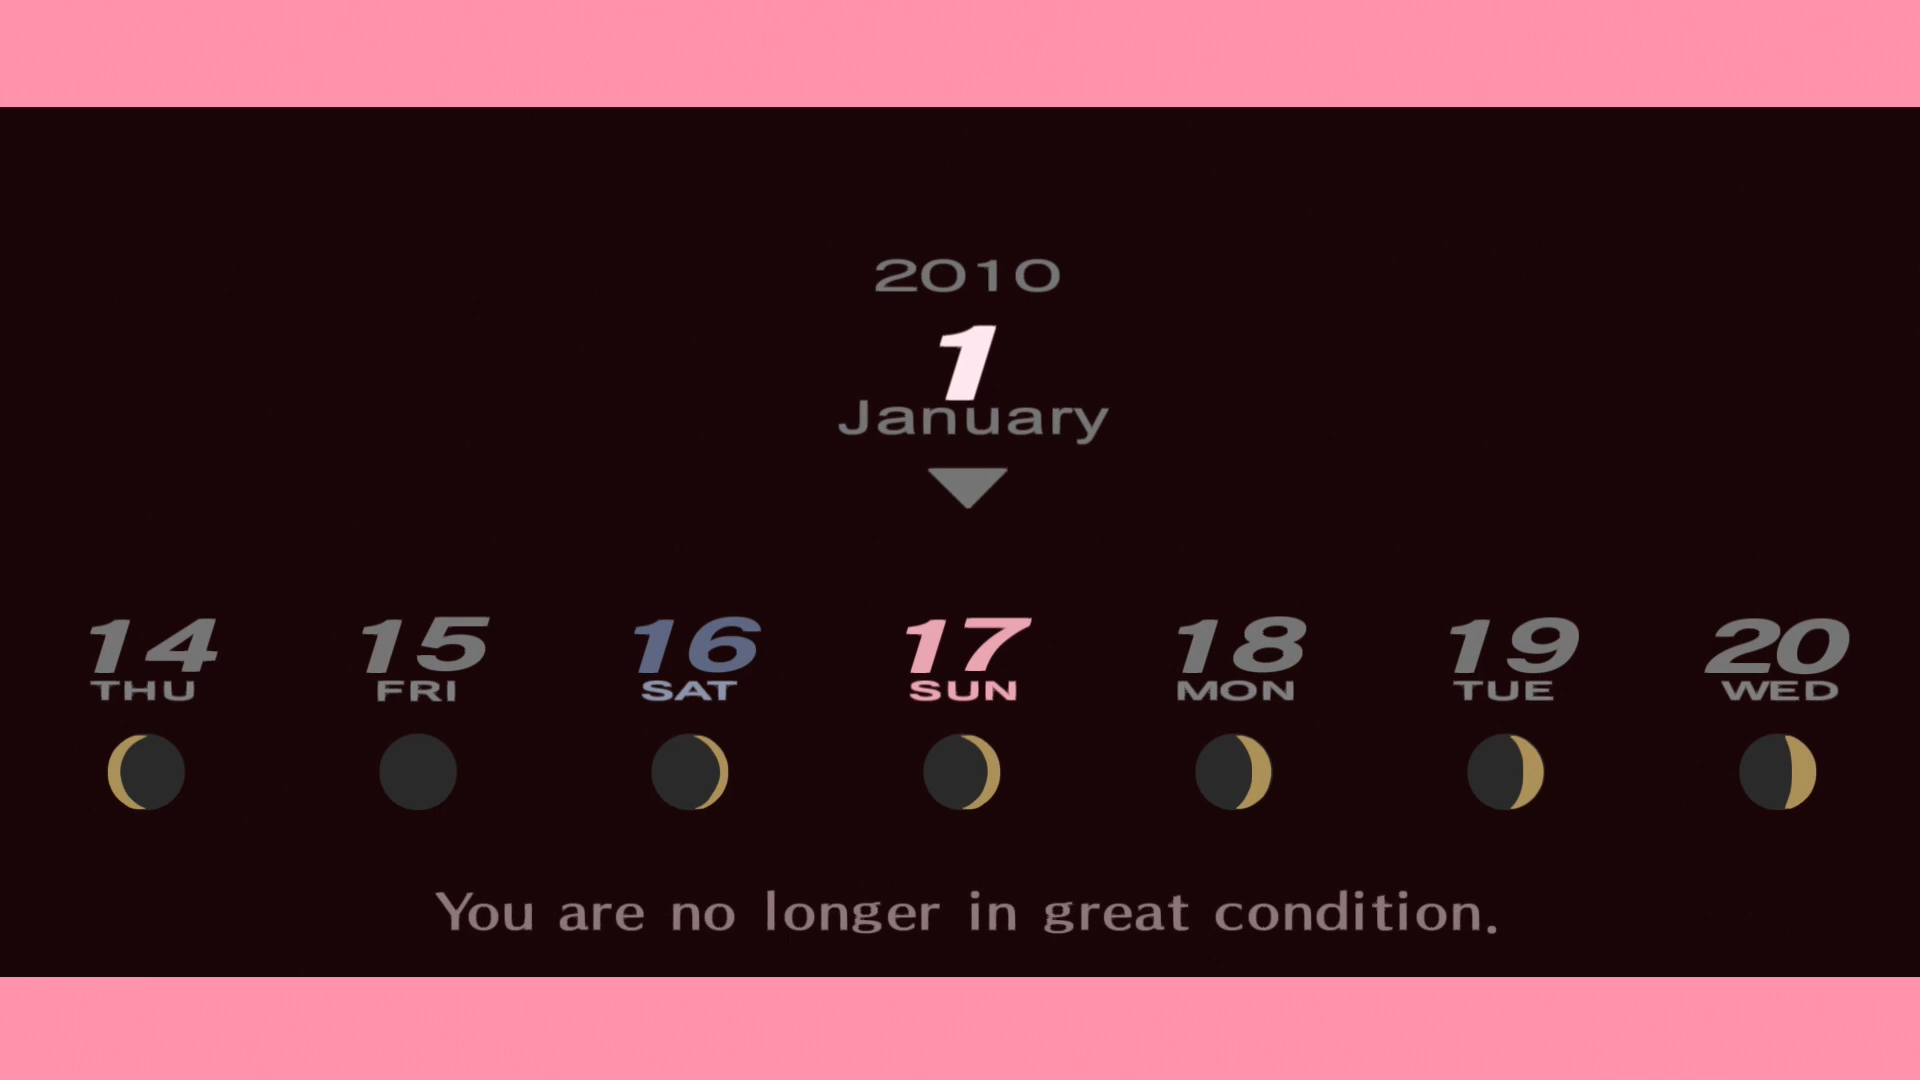 2010
1
January
14 15 16 17 18 19 20
THU FRI SAT SUN MON TUE WED
You are no longer in great condition.